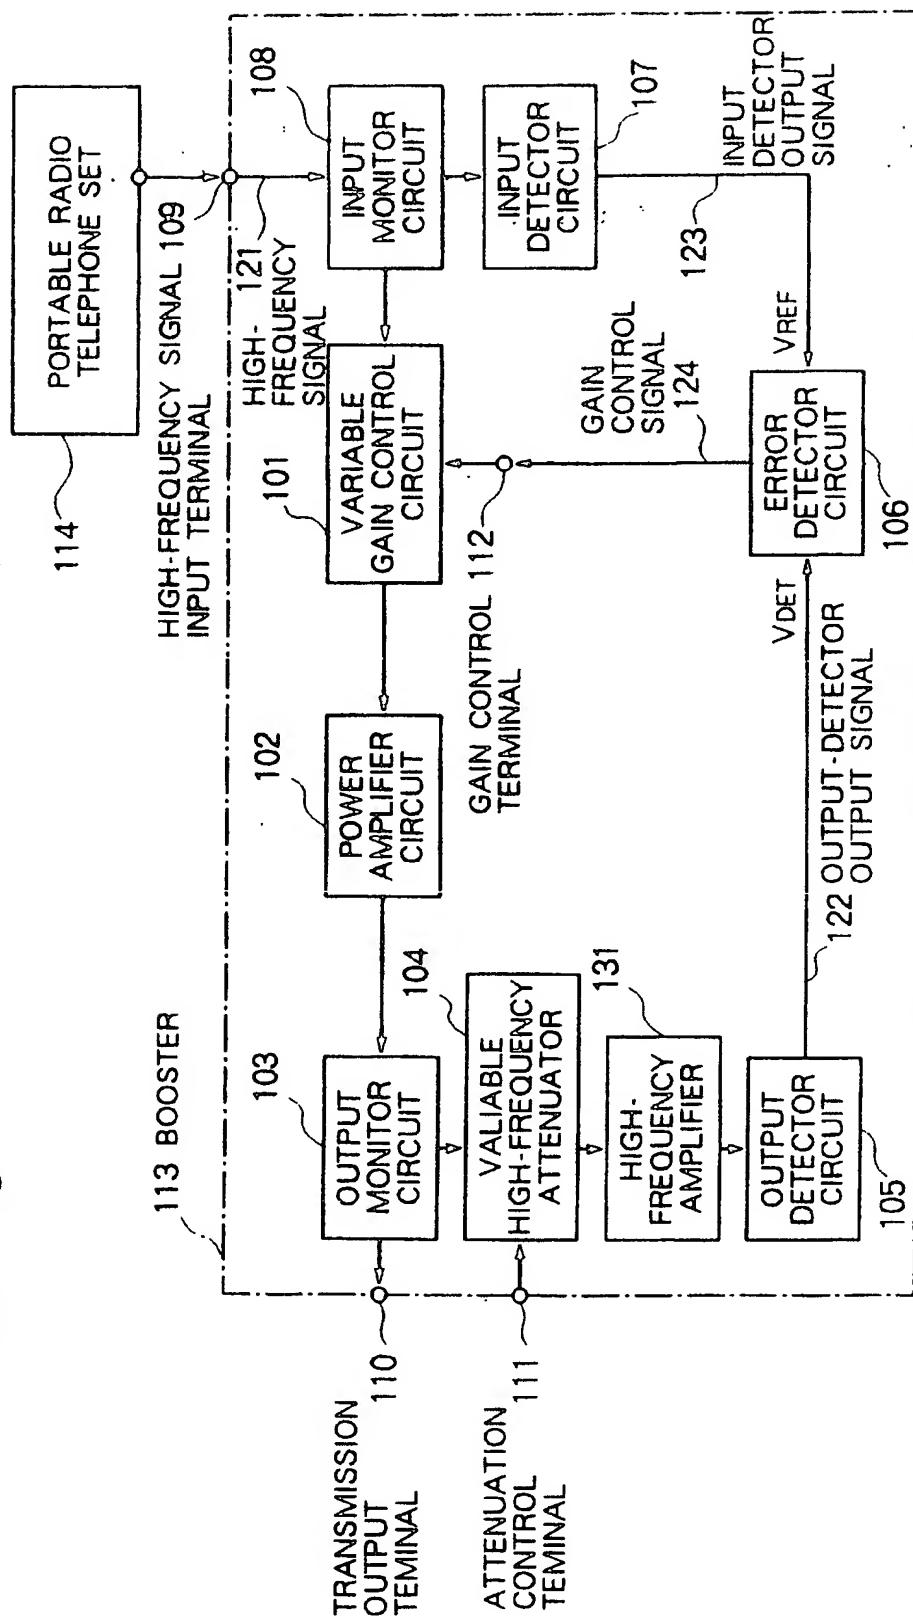 114
PORTABLE RADIO
TELEPHONE SET
HIGH-FREQUENCY SIGNAL 109
INPUT TERMINAL
113 BOOSTER
121
HIGH-
FREQUENCY
SIGNAL
108
INPUT
MONITOR
CIRCUIT
101
VARIABLE
GAIN CONTROL
CIRCUIT
102
POWER
AMPLIFIER
CIRCUIT
103
OUTPUT
MONITOR
CIRCUIT
TRANSMISSION
OUTPUT
TEMINAL
110
107
INPUT
DETECTOR
CIRCUIT
GAIN CONTROL 112
TERMINAL
104
VALIABLE
HIGH-FREQUENCY
ATTENUATOR
ATTENUATION
CONTROL
TEMINAL
111
GAIN
CONTROL
SIGNAL
124
131
HIGH-
FREQUENCY
AMPLIFIER
123
INPUT
DETECTOR
OUTPUT
SIGNAL
VREF
ERROR
DETECTOR
CIRCUIT
106
VDET
122 OUTPUT-DETECTOR
OUTPUT SIGNAL
OUTPUT
DETECTOR
CIRCUIT
105